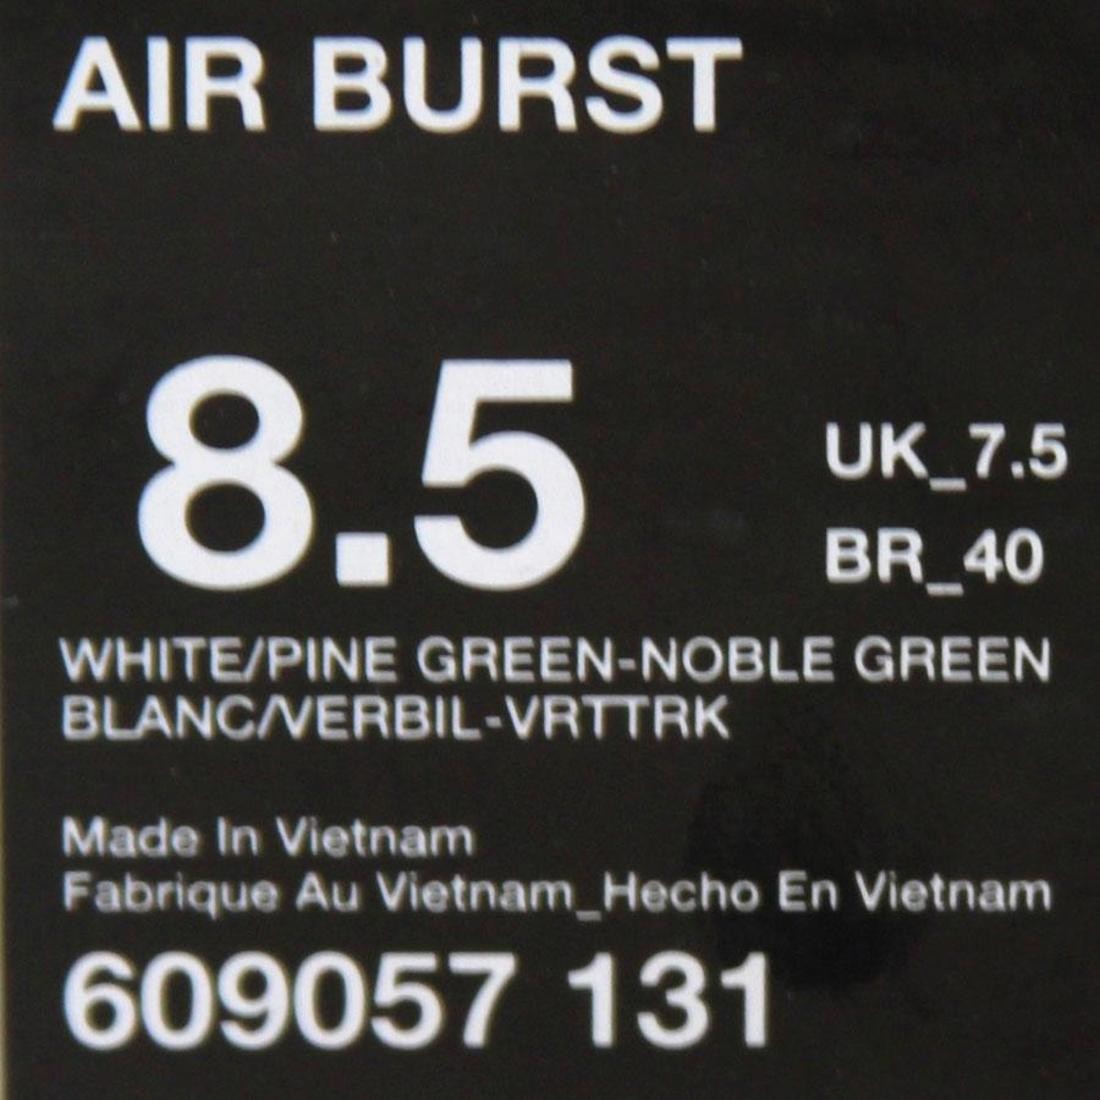 AIR BURST
8.5
UK_7.5
BR_40
WHITE/PINE GREEN-NOBLE GREEN
BLANC/VERBIL-VRTTRK
Made In Vietnam
Fabrique Au Vietnam_Hecho En Vietnam
609057 131